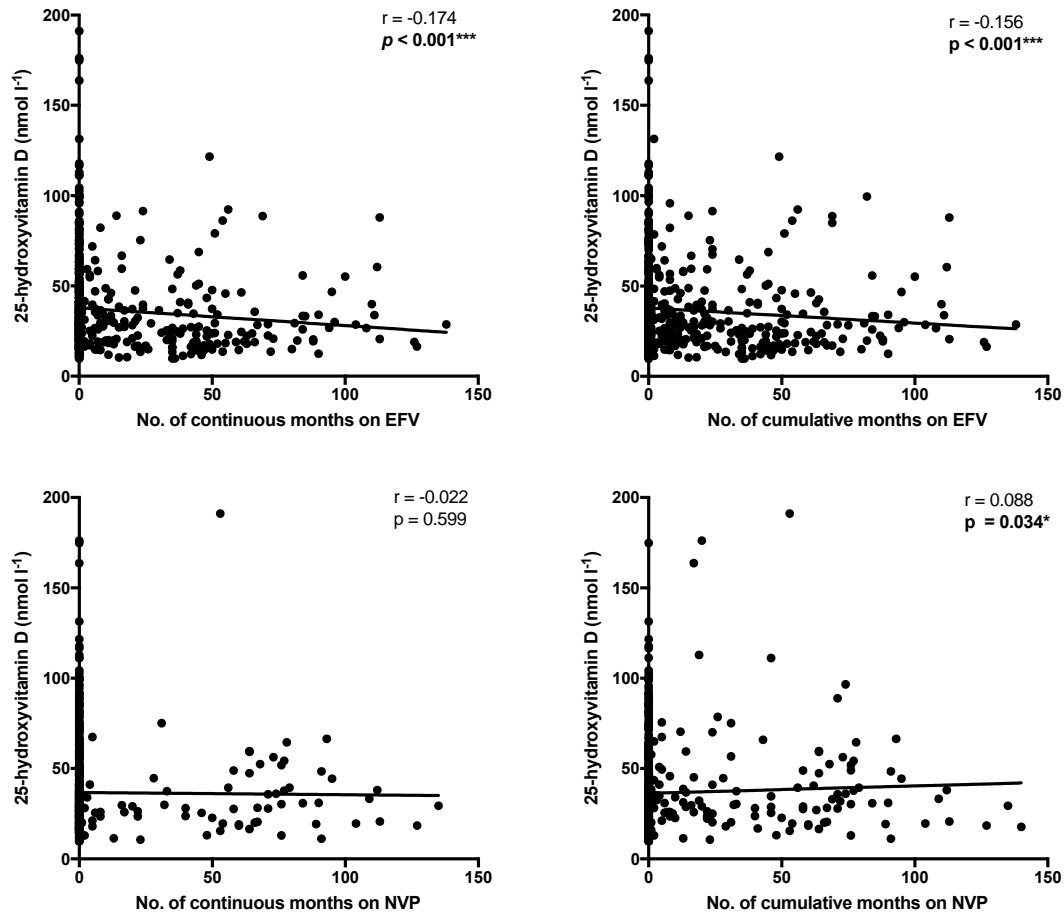 r = -0.174
p < 0.001***
200
150
100
50
0
25-hydroxyvitamin D (nmol l-1)
0
50
100
150
No. of continuous months on EFV
r = -0.156
p < 0.001***
200
150
100
50
0
25-hydroxyvitamin D (nmol l-1)
0
50
100
150
No. of cumulative months on EFV
r = -0.022
p = 0.599
200
150
100
50
0
25-hydroxyvitamin D (nmol l-1)
0
50
100
150
No. of continuous months on NVP
r = 0.088
p = 0.034*
200
150
100
50
0
25-hydroxyvitamin D (nmol l-1)
0
50
100
150
No. of cumulative months on NVP